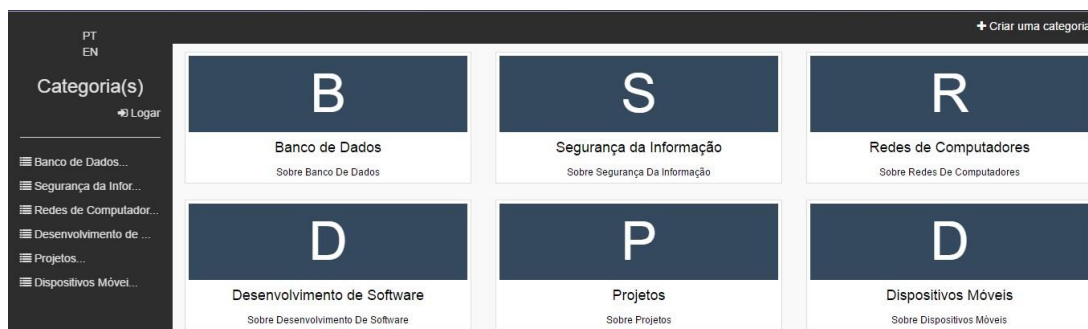 PT
EN
Categoria(s)
Logar
Banco de Dados...
Segurança da Infor...
Redes de Computador...
Desenvolvimento de ...
Projetos...
Dispositivos Móvei...
+ Criar uma categoria
B
Banco de Dados
Sobre Banco De Dados
S
Segurança da Informação
Sobre Segurança Da Informação
R
Redes de Computadores
Sobre Redes De Computadores
D
Desenvolvimento de Software
Sobre Desenvolvimento De Software
P
Projetos
Sobre Projetos
D
Dispositivos Móveis
Sobre Dispositivos Móveis